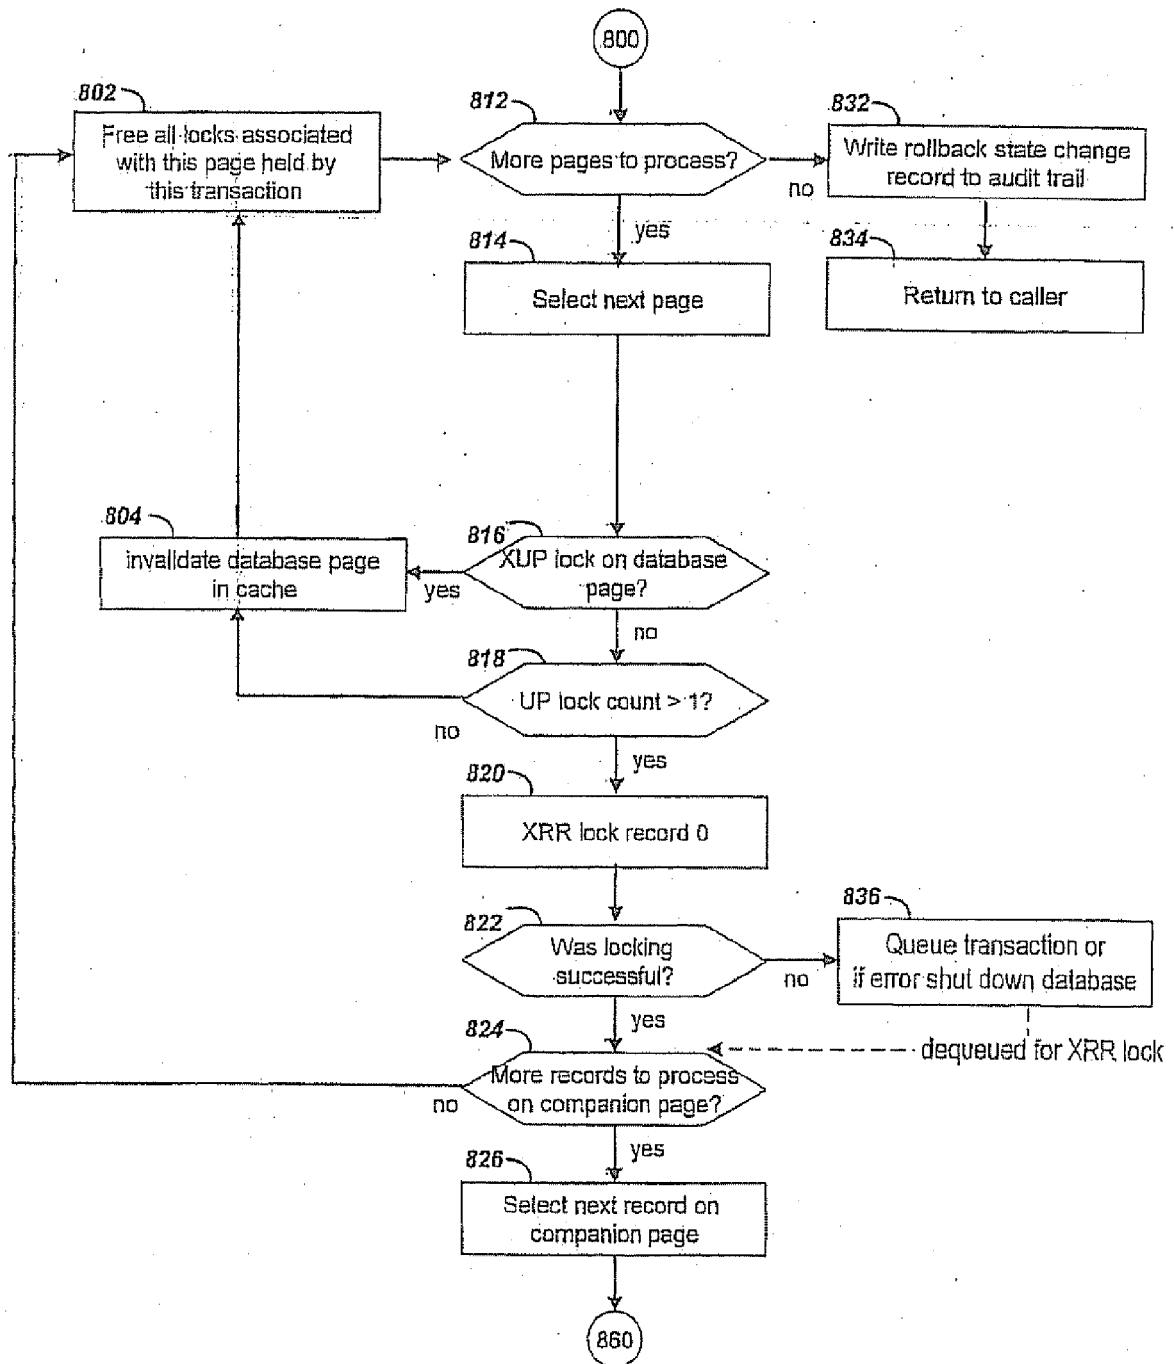 800
802
Free all locks associated
with this page held by
this transaction
812
More pages to process?
no
832
Write rollback state change
record to audit trail
yes
814
Select next page
834
Return to caller
804
invalidate database page
in cache
yes
816
XUP lock on database
page?
no
818
UP lock count > 1?
no
yes
820
XRR lock record 0
822
Was locking
successful?
no
836
Queue transaction or
if error shut down database
yes
dequeued for XRR lock
824
More records to process
on companion page?
no
yes
826
Select next record on
companion page
860